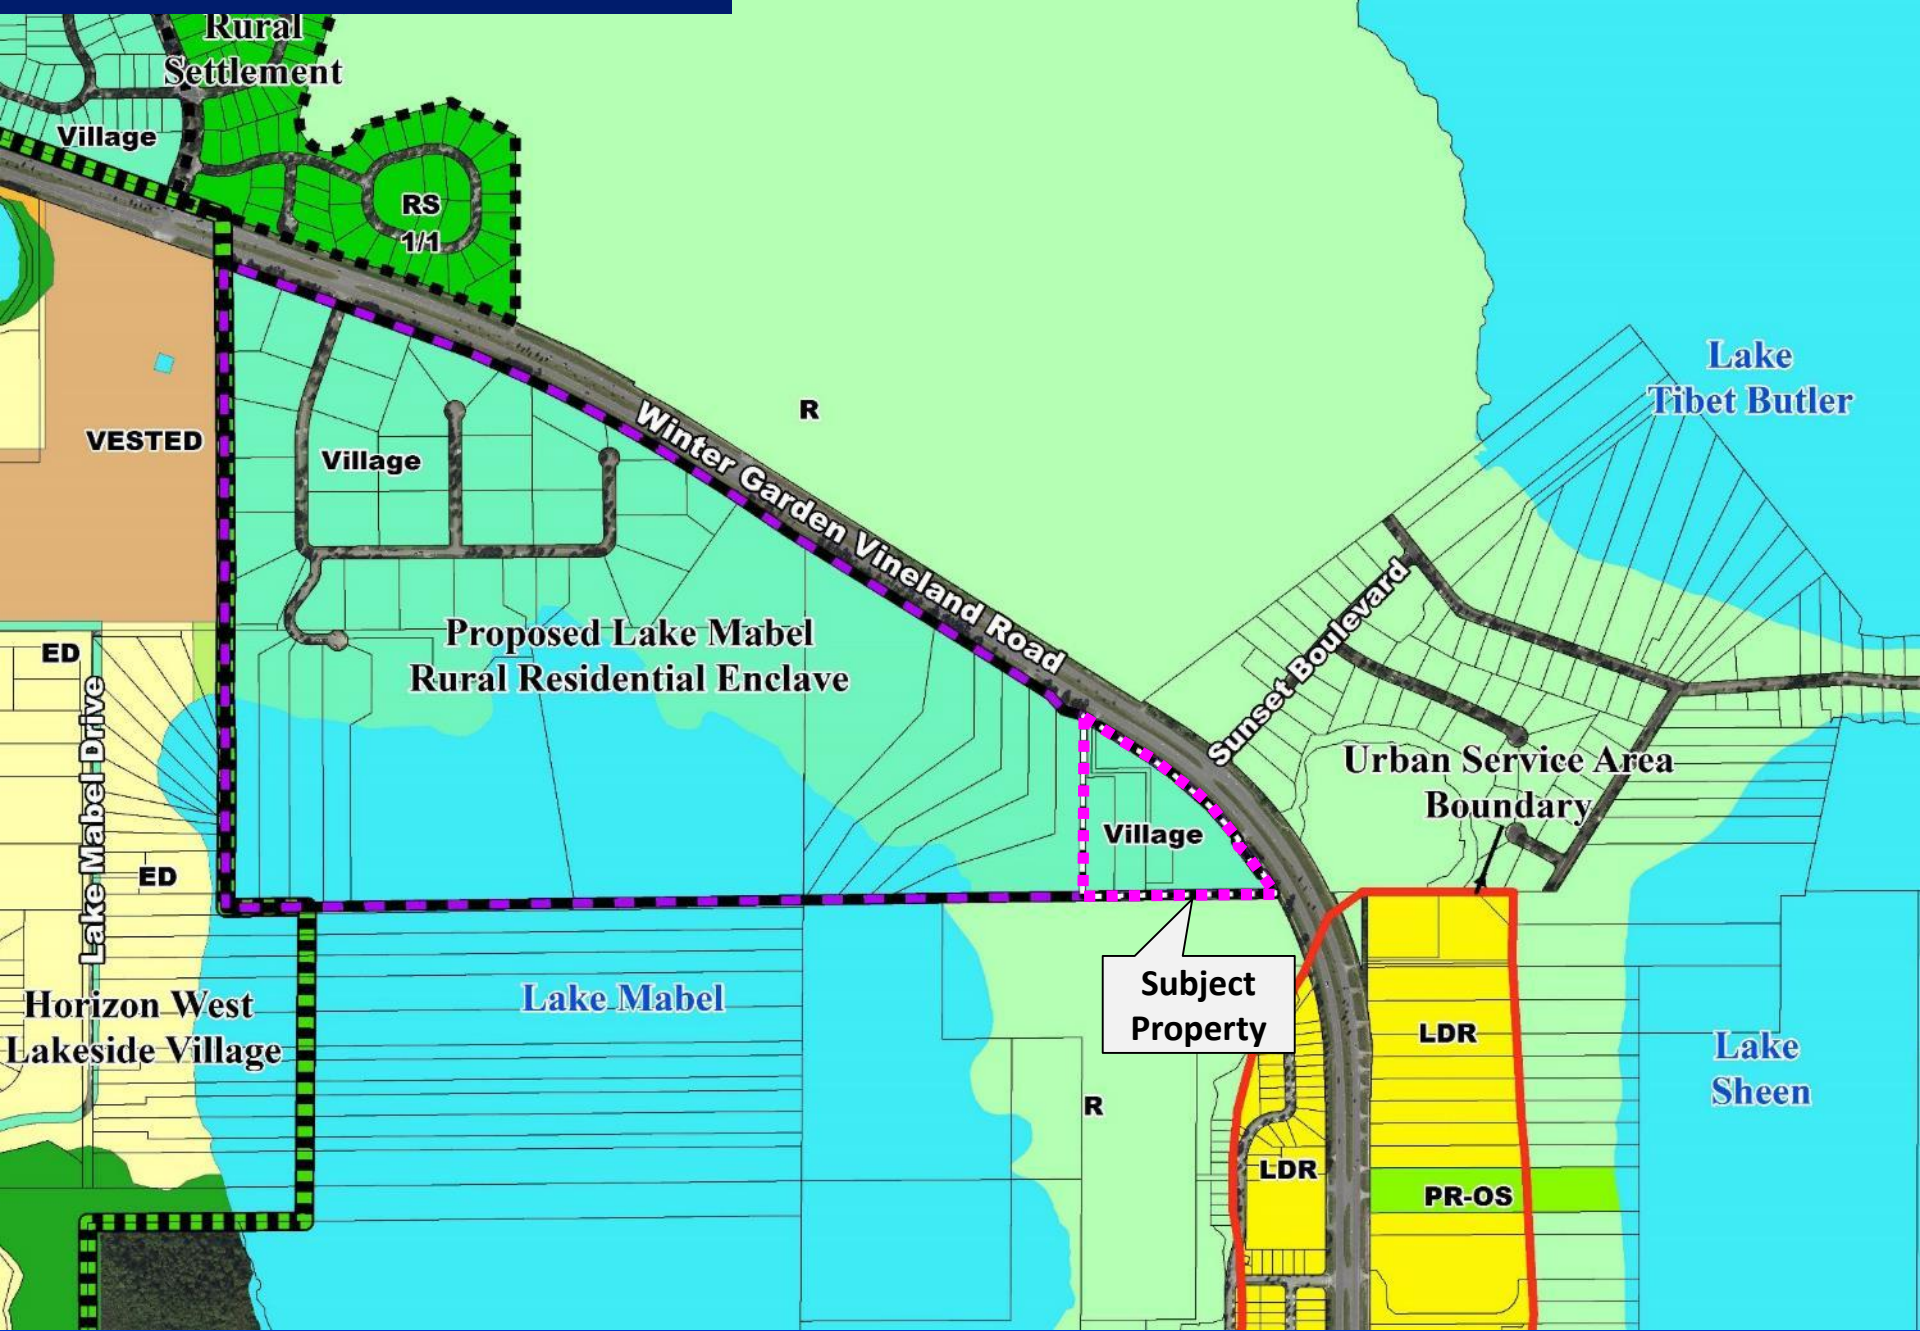 Rural
Settlement
Village
RS
1/1
Lake
Tibet Butler
R
Winter Garden Vineland Road
VESTED
Village
Sunset Boulevard
Proposed Lake Mabel
Rural Residential Enclave
ED
Lake Mabel Drive
Urban Service Area
Boundary
Village
ED
Subject
Property
Horizon West
Lakeside Village
Lake Mabel
LDR
Lake
Sheen
R
LDR
PR-OS